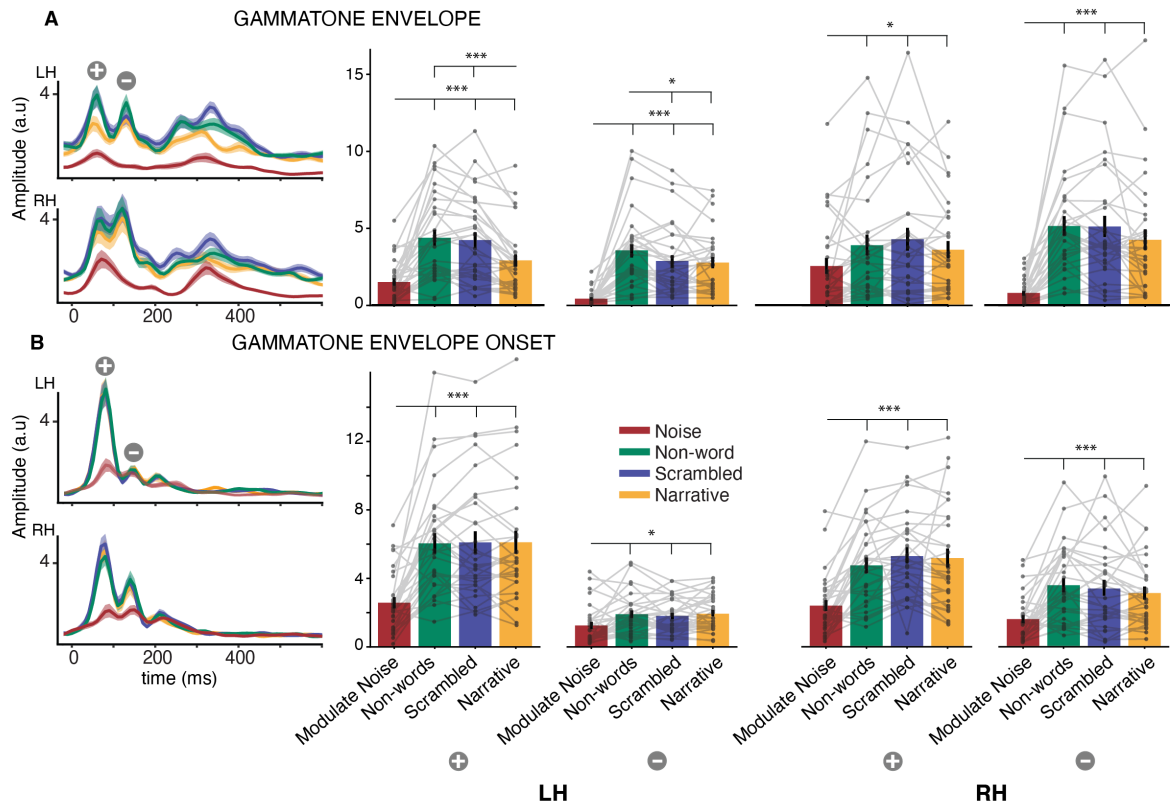 A
GAMMATONE ENVELOPE
LH
+
−
4
Amplitude (a.u)
RH
4
0
200
400
15
10
5
0
***
***
*
***
*
***
B
GAMMATONE ENVELOPE ONSET
LH
+
−
4
Amplitude (a.u)
RH
4
0
200
400
time (ms)
12
8
4
0
***
*
***
***
Noise
Non-word
Scrambled
Narrative
Modulate Noise
Non-words
Scrambled
Narrative
Modulate Noise
Non-words
Scrambled
Narrative
Modulate Noise
Non-words
Scrambled
Narrative
Modulate Noise
Non-words
Scrambled
Narrative
+
−
+
−
LH
RH